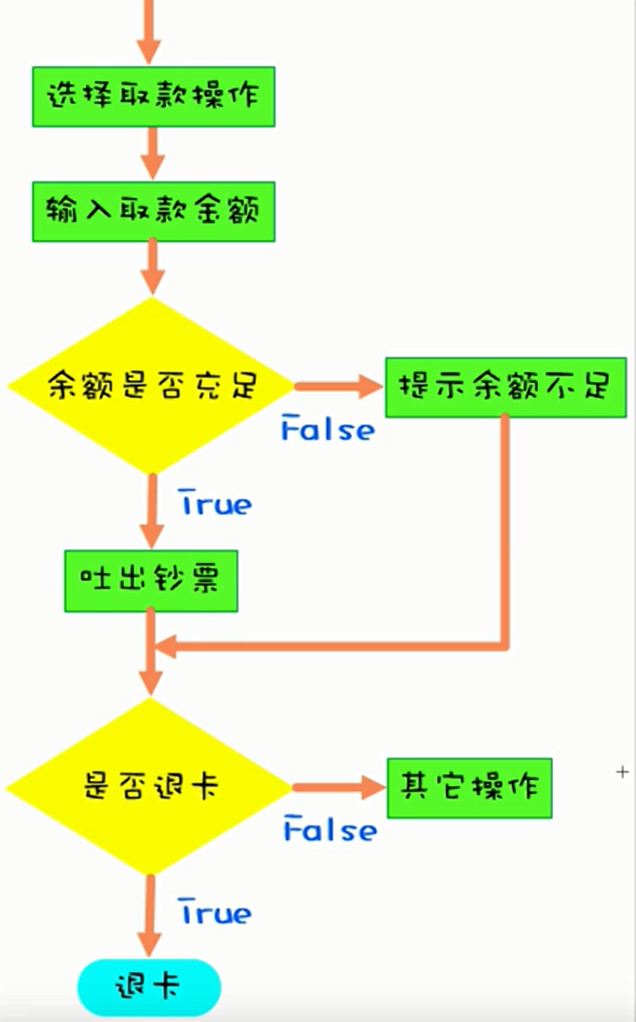 选择取款操作
输入取款金额
余额是否充足
False
提示余额不足
True
吐出钞票
是否退卡
False
其它操作
True
退卡